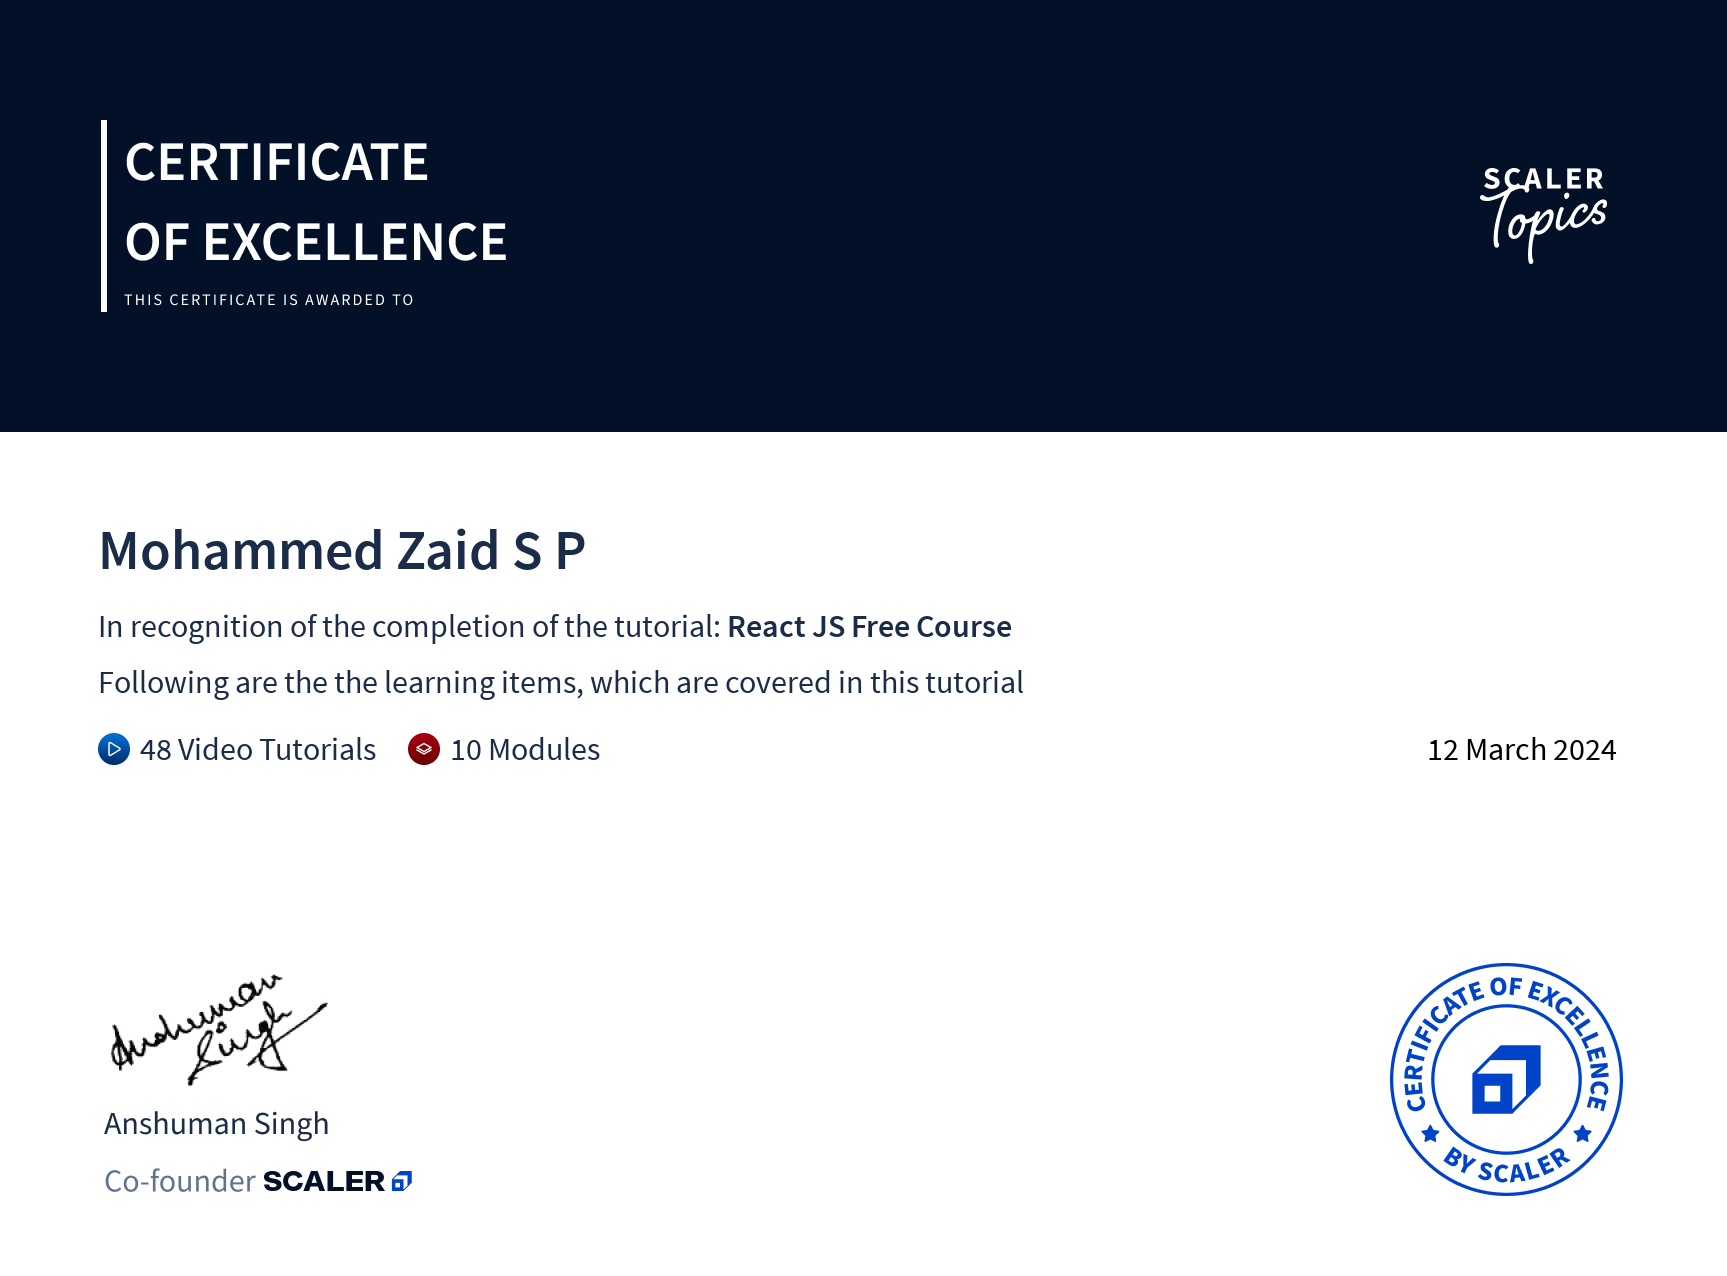 CERTIFICATE
OF EXCELLENCE
THIS CERTIFICATE IS AWARDED TO
SCALER
Topics
Mohammed Zaid S P
In recognition of the completion of the tutorial: React JS Free Course
Following are the the learning items, which are covered in this tutorial
48 Video Tutorials 10 Modules
12 March 2024
Anshuman
Singh
Anshuman Singh
Co-founder SCALER
CERTIFICATE OF EXCELLENCE
BY SCALER